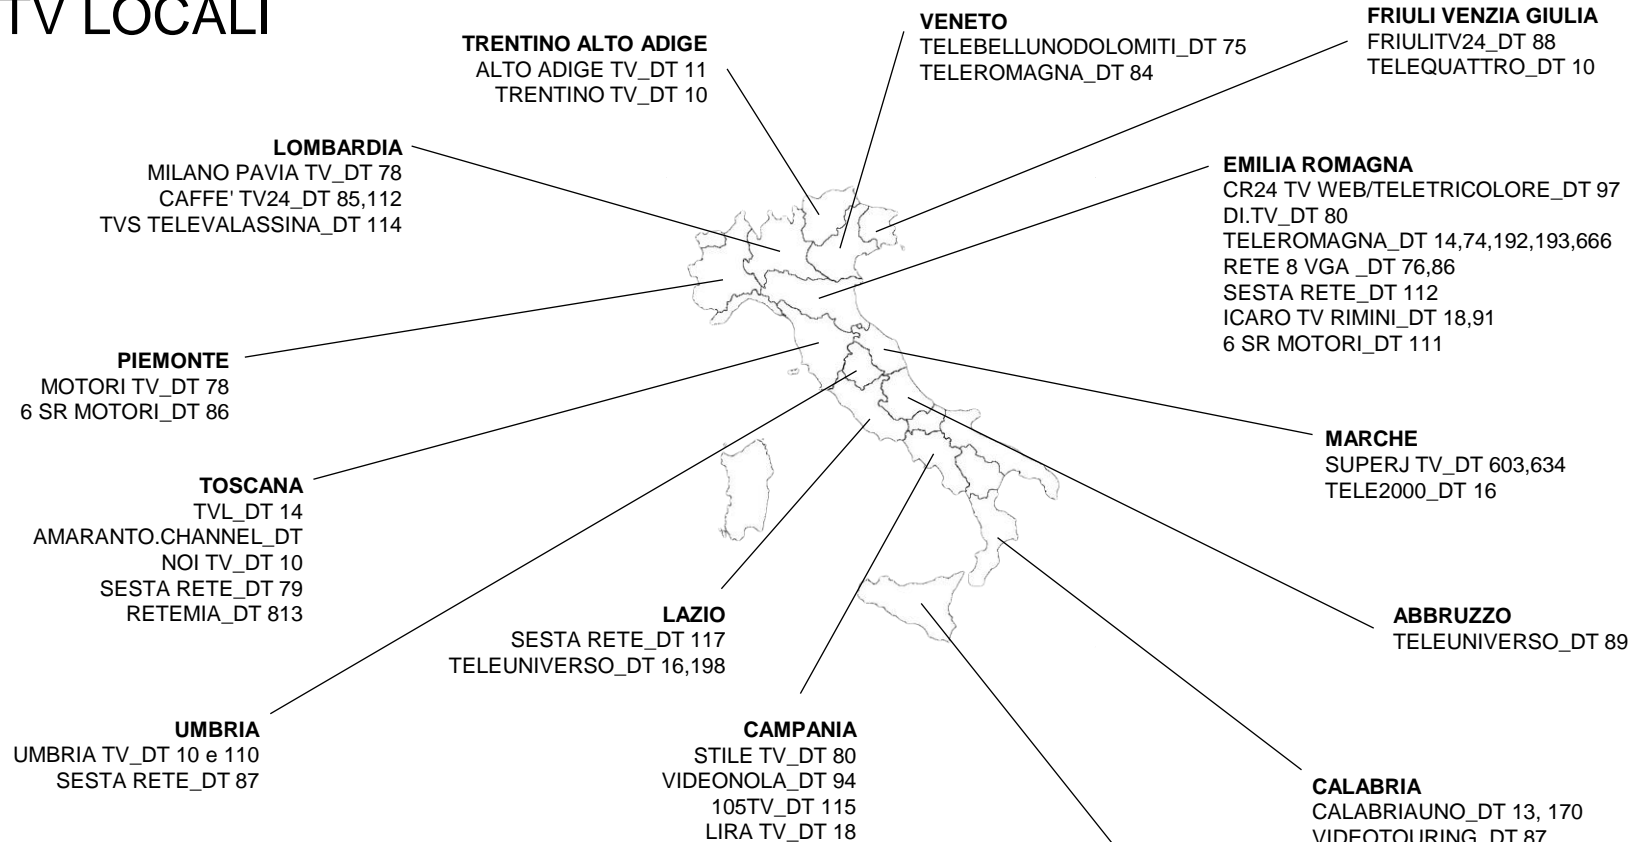 TV LOCALI
TRENTINO ALTO ADIGE
ALTO ADIGE TV_DT 11
TRENTINO TV_DT 10
VENETO
TELEBELLUNODOLOMITI_DT 75
TELEROMAGNA_DT 84
FRIULI VENZIA GIULIA
FRIULITV24_DT 88
TELEQUATTRO_DT 10
LOMBARDIA
MILANO PAVIA TV_DT 78
CAFFE' TV24_DT 85,112
TVS TELEVALASSINA_DT 114
EMILIA ROMAGNA
CR24 TV WEB/TELETRICOLORE_DT 97
DI.TV_DT 80
TELEROMAGNA_DT 14,74,192,193,666
RETE 8 VGA _DT 76,86
SESTA RETE_DT 112
ICARO TV RIMINI_DT 18,91
6 SR MOTORI_DT 111
PIEMONTE
MOTORI TV_DT 78
6 SR MOTORI_DT 86
MARCHE
SUPERJ TV_DT 603,634
TELE2000_DT 16
TOSCANA
TVL_DT 14
AMARANTO.CHANNEL_DT
NOI TV_DT 10
SESTA RETE_DT 79
RETEMIA_DT 813
LAZIO
SESTA RETE_DT 117
TELEUNIVERSO_DT 16,198
ABBRUZZO
TELEUNIVERSO_DT 89
UMBRIA
UMBRIA TV_DT 10 e 110
SESTA RETE_DT 87
CAMPANIA
STILE TV_DT 80
VIDEONOLA_DT 94
105TV_DT 115
LIRA TV_DT 18
CALABRIA
CALABRIAUNO_DT 13, 170
VIDEOTOURING_DT 87